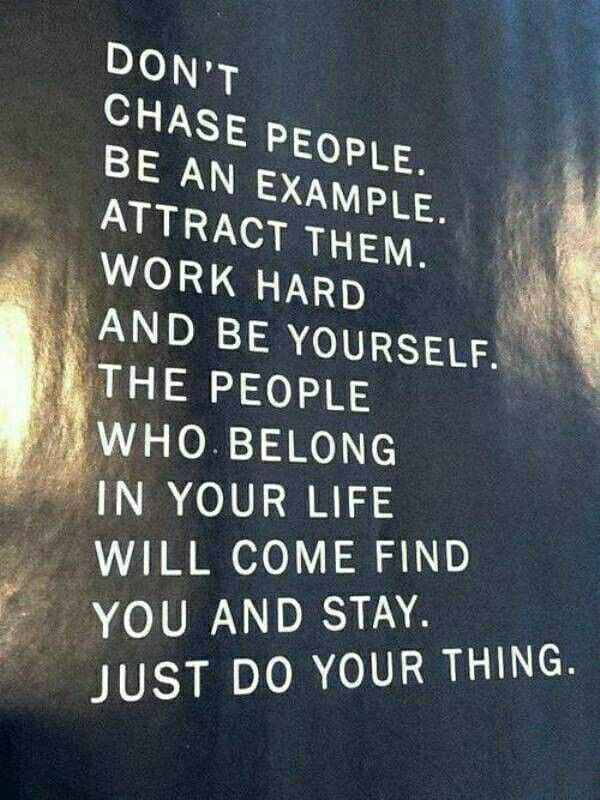 DON'T
CHASE PEOPLE.
BE AN EXAMPLE.
ATTRACT THEM.
WORK HARD
AND BE YOURSELF.
THE PEOPLE
WHO BELONG
IN YOUR LIFE
WILL COME FIND
YOU AND STAY.
JUST DO YOUR THING.